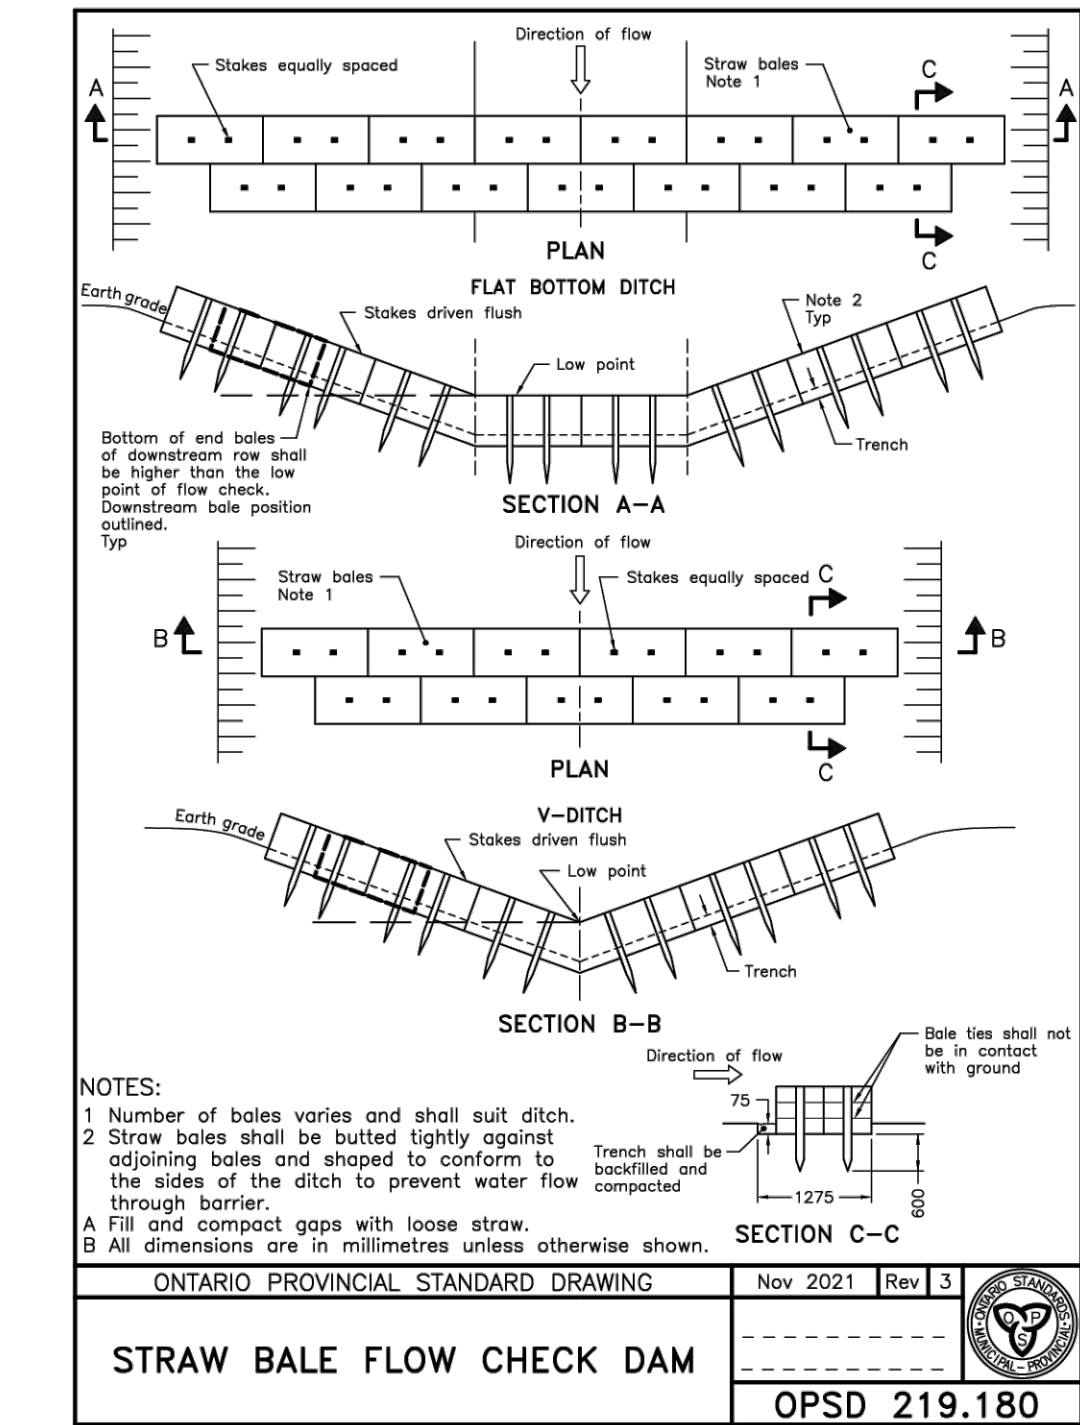 Direction of flow
Stakes equally spaced
Straw bales
Note 1
C
A
A
C
PLAN
FLAT BOTTOM DITCH
Earth grade
Stakes driven flush
Note 2
Typ
Low point
Trench
Bottom of end bales
of downstream row shall
be higher than the low
point of flow check.
Downstream bale position
outlined.
Typ
SECTION A-A
Direction of flow
Straw bales
Note 1
Stakes equally spaced
C
B
B
C
PLAN
V-DITCH
Earth grade
Stakes driven flush
Low point
Trench
SECTION B-B
Direction of flow
Bale ties shall not
be in contact
with ground
75
Trench shall be
backfilled and
compacted
1275
600
SECTION C-C
NOTES:
1 Number of bales varies and shall suit ditch.
2 Straw bales shall be butted tightly against
adjoining bales and shaped to conform to
the sides of the ditch to prevent water flow
through barrier.
A Fill and compact gaps with loose straw.
B All dimensions are in millimetres unless otherwise shown.
ONTARIO PROVINCIAL STANDARD DRAWING
Nov 2021
Rev
3
ONTARIO STANDARDS
MUNICIPAL-PROVINCIAL
O P
S
STRAW BALE FLOW CHECK DAM
OPSD 219.180